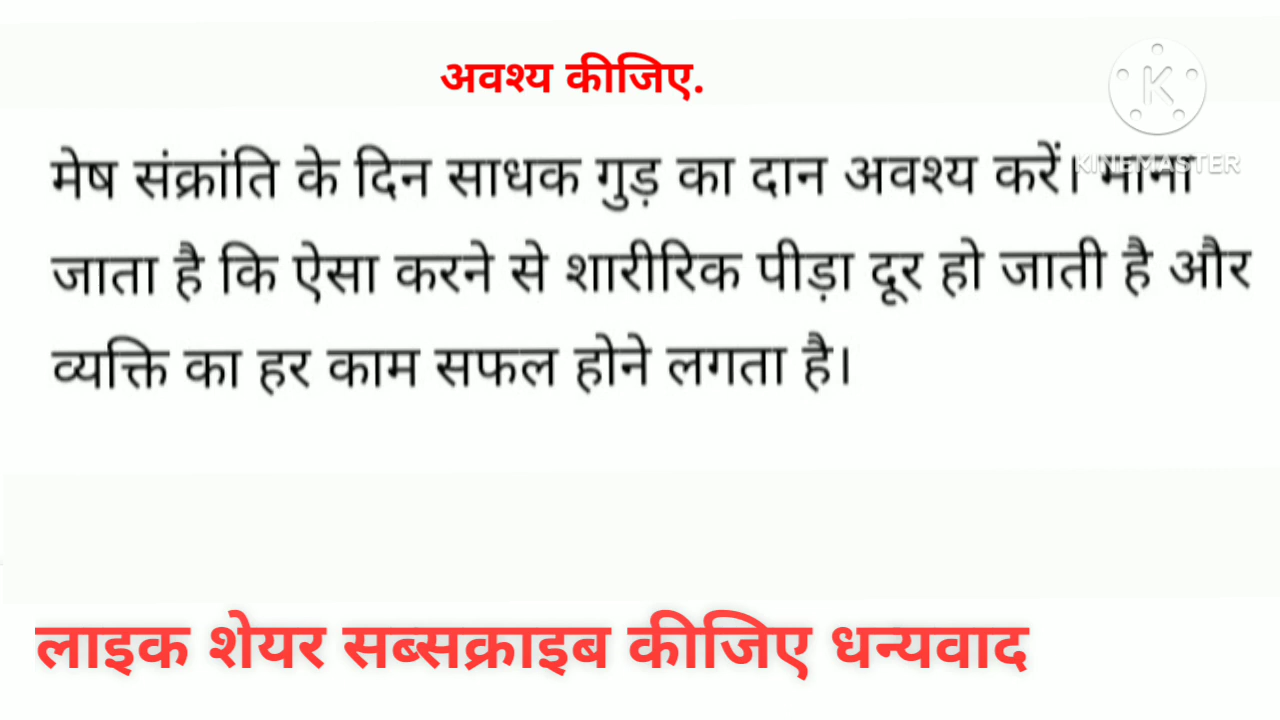 अवश्य कीजिए.
मेष संक्रांति के दिन साधक गुड़ का दान अवश्य करें। माना
जाता है कि ऐसा करने से शारीरिक पीड़ा दूर हो जाती है और
व्यक्ति का हर काम सफल होने लगता है।
लाइक शेयर सब्सक्राइब कीजिए धन्यवाद
K
KINEMASTER